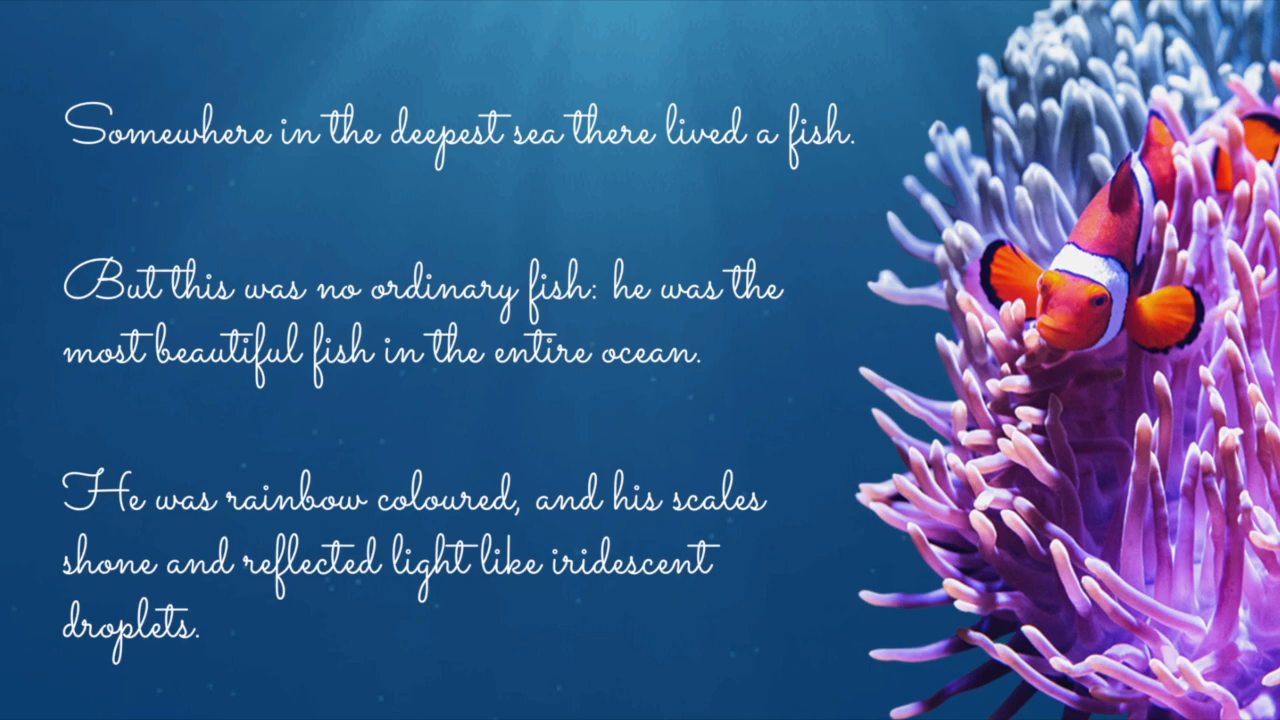 Somewhere in the deepest sea there lived a fish.
But this was no ordinary fish: he was the
most beautiful fish in the entire ocean.
He was rainbow coloured, and his scales
shone and reflected light like iridescent
droplets.